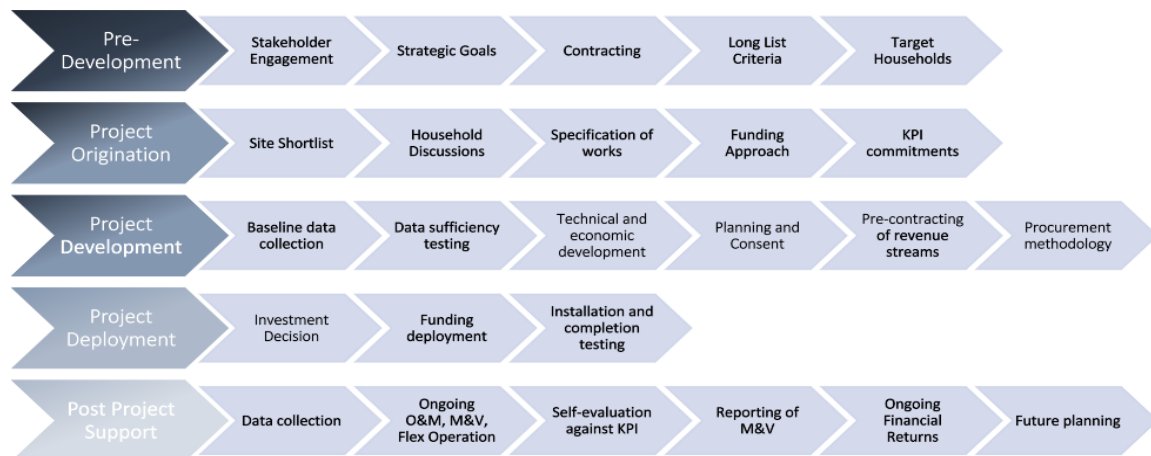 Pre-
Development
Stakeholder
Engagement
Strategic Goals
Contracting
Long List
Criteria
Target
Households
Project
Origination
Site Shortlist
Household
Discussions
Specification of
works
Funding
Approach
KPI
commitments
Project
Development
Baseline data
collection
Data sufficiency
testing
Technical and
economic
development
Planning and
Consent
Pre-contracting
of revenue
streams
Procurement
methodology
Project
Deployment
Investment
Decision
Funding
deployment
Installation and
completion
testing
Post Project
Support
Data collection
Ongoing
O&M, M&V,
Flex Operation
Self-evaluation
against KPI
Reporting of
M&V
Ongoing
Financial
Returns
Future planning